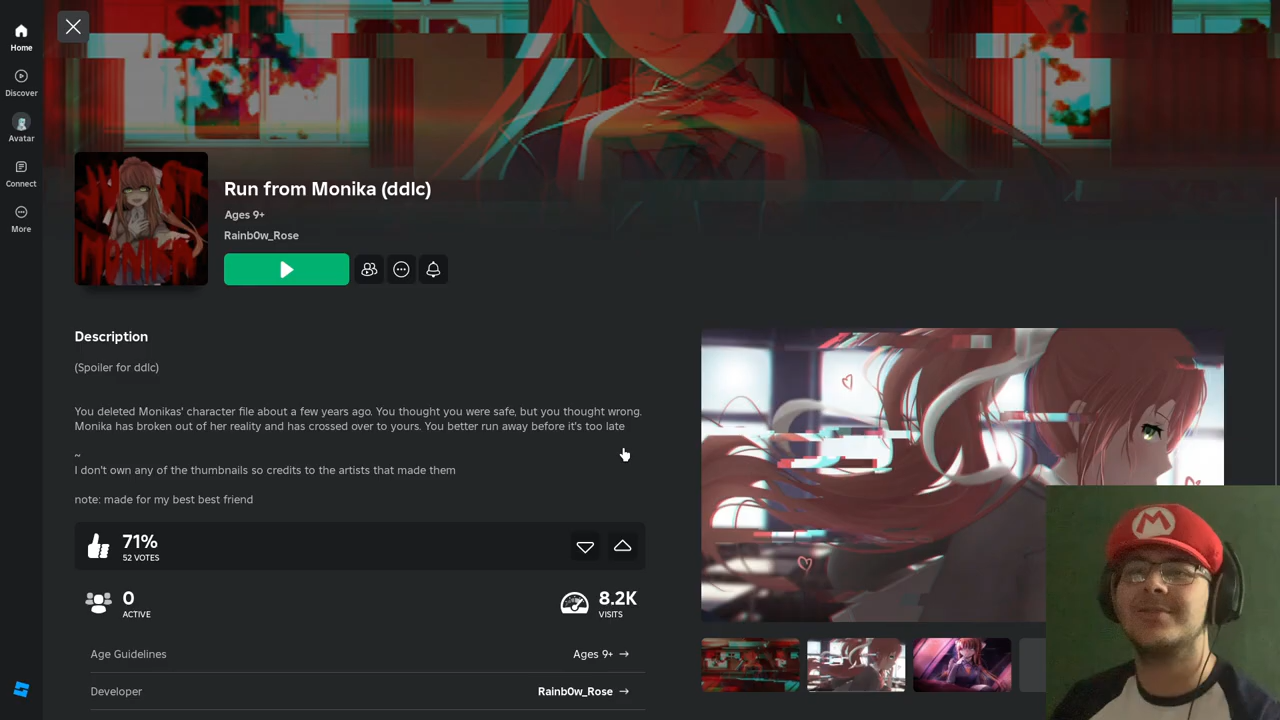 Home
Discover
Avatar
Connect
More
JUST
MONIKA
Run from Monika (ddlc)
Ages 9+
Rainb0w_Rose
Description
(Spoiler for ddlc)
You deleted Monikas' character file about a few years ago. You thought you were safe, but you thought wrong.
Monika has broken out of her reality and has crossed over to yours. You better run away before it's too late
~
I don't own any of the thumbnails so credits to the artists that made them
note: made for my best best friend
71%
52 VOTES
0
ACTIVE
8.2K
VISITS
Age Guidelines
Ages 9+ →
Developer
Rainb0w_Rose →
M